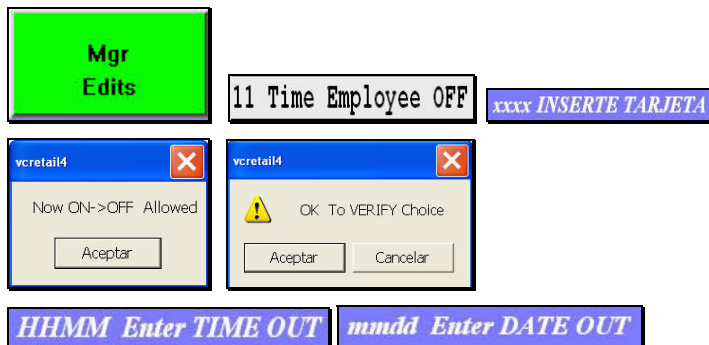 Mgr
Edits
11 Time Employee OFF
xxxx INSERTE TARJETA
vcretail4
Now ON->OFF Allowed
Aceptar
vcretail4
OK To VERIFY Choice
Aceptar
Cancelar
HHMM Enter TIME OUT
mmdd Enter DATE OUT